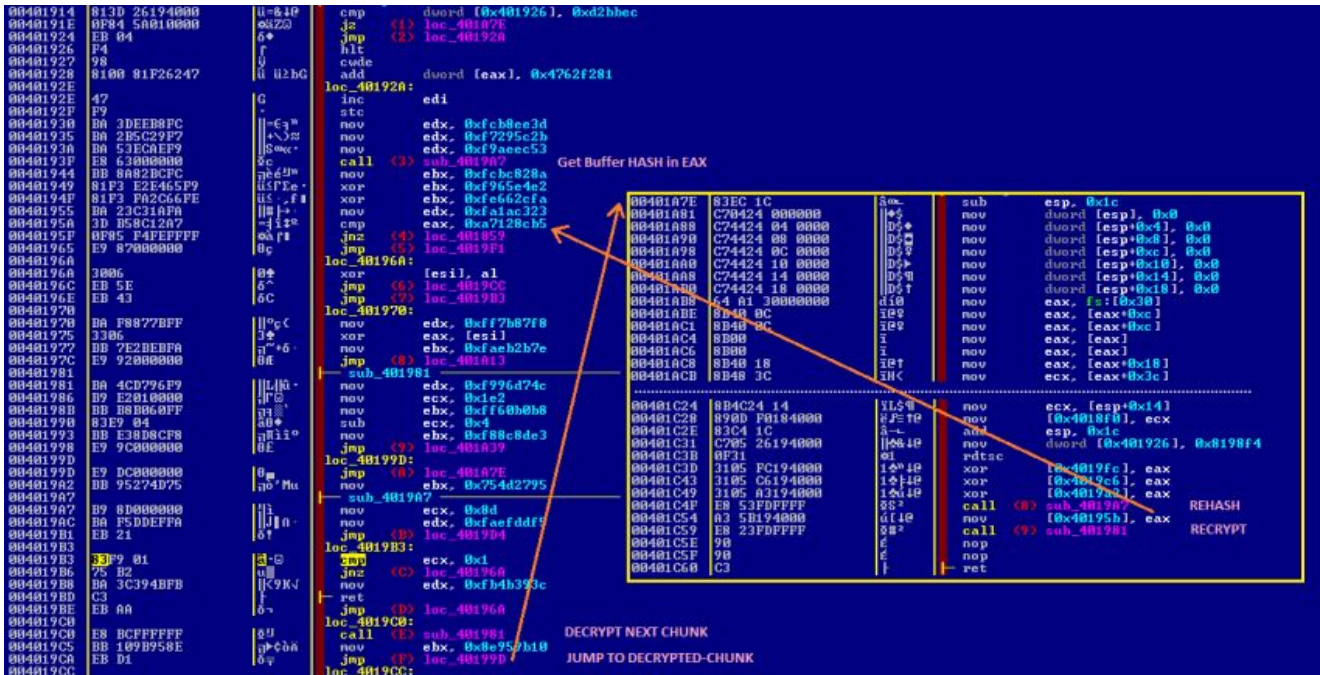 00401914 813D 26194000 cmp dword [0x401926], 0xd2bbec
0040191E 0F84 5A010000 jz (1) loc_401A7E
00401924 EB 04 jmp (2) loc_40192A
00401926 F4 hlt
00401927 98 cwde
00401928 8100 81F26247 add dword [eax], 0x4762f281
0040192E loc_40192A:
0040192E 47 inc edi
0040192F F9 stc
00401930 BA 3DEEB8FC mov edx, 0xfcb8ee3d
00401935 BA 2B5C29F7 mov edx, 0xf7295c2b
0040193A BA 53ECAEF9 mov edx, 0xf9aeec53
0040193F E8 63000000 call (3) sub_4019A7 Get Buffer HASH in EAX
00401944 BB 8A82BCFC mov ebx, 0xfcbc828a
00401949 81F3 E2E465F9 xor ebx, 0xf965e4e2
0040194F 81F3 FA2C66FE xor ebx, 0xfe662cfa
00401955 BA 23C31AFA mov edx, 0xfa1ac323
0040195A 3D B58C12A7 cmp eax, 0xa7128cb5
0040195F 0F85 F4FEFFFF jnz (4) loc_401859
00401965 E9 87000000 jmp (5) loc_4019F1
0040196A loc_40196A:
0040196A 3006 xor [esi], al
0040196C EB 5E jmp (6) loc_4019CC
0040196E EB 43 jmp (7) loc_4019B3
00401970 loc_401970:
00401970 BA F8877BFF mov edx, 0xff7b87f8
00401975 3306 xor eax, [esi]
00401977 BB 7E2BEBFA mov ebx, 0xfaeb2b7e
0040197C E9 92000000 jmp (8) loc_401A13
00401981 sub_401981
00401981 BA 4CD796F9 mov edx, 0xf996d74c
00401986 B9 E2010000 mov ecx, 0x1e2
0040198B BB B8B060FF mov ebx, 0xff60b0b8
00401990 83E9 04 sub ecx, 0x4
00401993 BB E38D8CF8 mov ebx, 0xf88c8de3
00401998 E9 9C000000 jmp (9) loc_401A39
0040199D loc_40199D:
0040199D E9 DC000000 jmp (A) loc_401A7E
004019A2 BB 95274D75 mov ebx, 0x754d2795
004019A7 sub_4019A7
004019A7 B9 8D000000 mov ecx, 0x8d
004019AC BA F5DDEFFA mov edx, 0xfaefddf5
004019B1 EB 21 jmp (B) loc_4019D4
004019B3 loc_4019B3:
004019B3 83F9 01 cmp ecx, 0x1
004019B6 75 B2 jnz (C) loc_40196A
004019B8 BA 3C394BFB mov edx, 0xfb4b393c
004019BD C3 ret
004019BE EB AA jmp (D) loc_40196A
004019C0 loc_4019C0:
004019C0 E8 BCFFFFFF call (E) sub_401981 DECRYPT NEXT CHUNK
004019C5 BB 109B958E mov ebx, 0x8e959b10
004019CA EB D1 jmp (F) loc_40199D JUMP TO DECRYPTED-CHUNK
004019CC loc_4019CC:
00401A7E 83EC 1C sub esp, 0x1c
00401A81 C70424 000000 mov dword [esp], 0x0
00401A88 C74424 04 0000 mov dword [esp+0x4], 0x0
00401A90 C74424 08 0000 mov dword [esp+0x8], 0x0
00401A98 C74424 0C 0000 mov dword [esp+0xc], 0x0
00401AA0 C74424 10 0000 mov dword [esp+0x10], 0x0
00401AA8 C74424 14 0000 mov dword [esp+0x14], 0x0
00401AB0 C74424 18 0000 mov dword [esp+0x18], 0x0
00401AB8 64 A1 30000000 mov eax, fs:[0x30]
00401ABE 8B40 0C mov eax, [eax+0xc]
00401AC1 8B40 0C mov eax, [eax+0xc]
00401AC4 8B00 mov eax, [eax]
00401AC6 8B00 mov eax, [eax]
00401AC8 8B40 18 mov eax, [eax+0x18]
00401ACB 8B48 3C mov ecx, [eax+0x3c]
00401C24 8B4C24 14 mov ecx, [esp+0x14]
00401C28 890D F0184000 mov [0x4018f0], ecx
00401C2E 83C4 1C add esp, 0x1c
00401C31 C705 26194000 mov dword [0x401926], 0x8198f4
00401C3B 0F31 rdtsc
00401C3D 3105 FC194000 xor [0x4019fc], eax
00401C43 3105 C6194000 xor [0x4019c6], eax
00401C49 3105 A3194000 xor [0x4019a3], eax
00401C4F E8 53FDFFFF call (8) sub_4019A7 REHASH
00401C54 A3 5B194000 mov [0x40195b], eax
00401C59 E8 23FDFFFF call (9) sub_401981 RECRYPT
00401C5E 90 nop
00401C5F 90 nop
00401C60 C3 ret